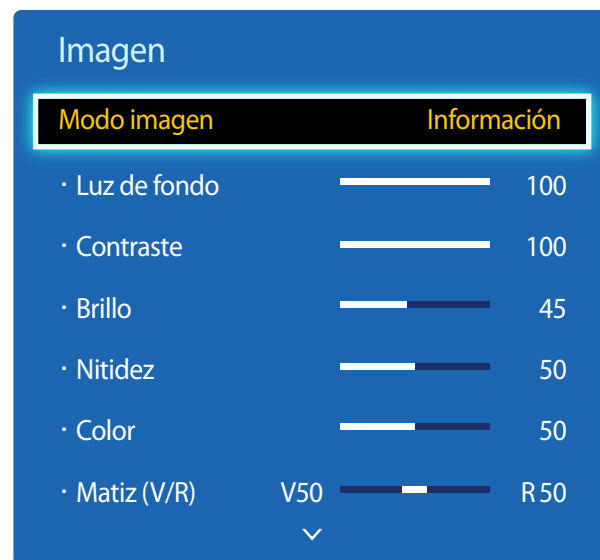 Imagen
Modo imagen Información
· Luz de fondo 100
· Contraste 100
· Brillo 45
· Nitidez 50
· Color 50
· Matiz (V/R) V50 R50